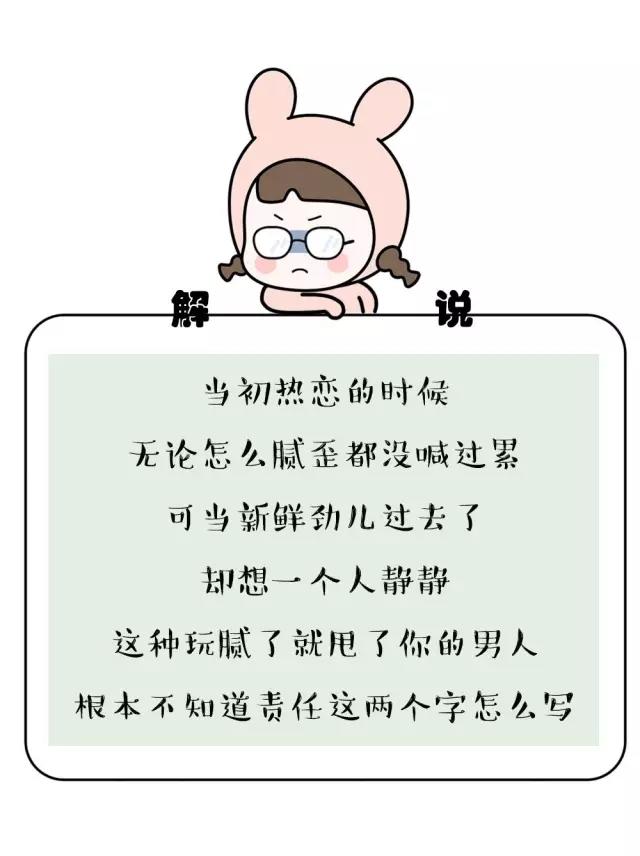 解 说
当初热恋的时候
无论怎么腻歪都没喊过累
可当新鲜劲儿过去了
却想一个人静静
这种玩腻了就甩了你的男人
根本不知道责任这两个字怎么写